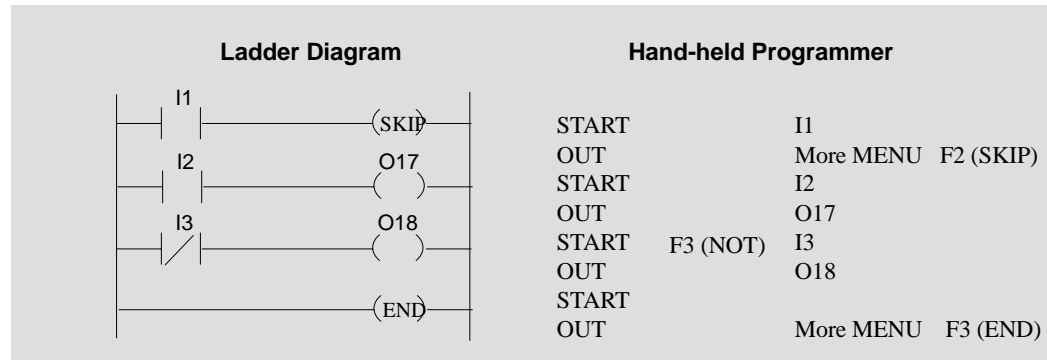 Ladder Diagram
Hand-held Programmer
I1
(SKIP)
I2
O17
I3
O18
(END)
START I1
OUT More MENU F2 (SKIP)
START I2
OUT O17
START F3 (NOT) I3
OUT O18
START
OUT More MENU F3 (END)